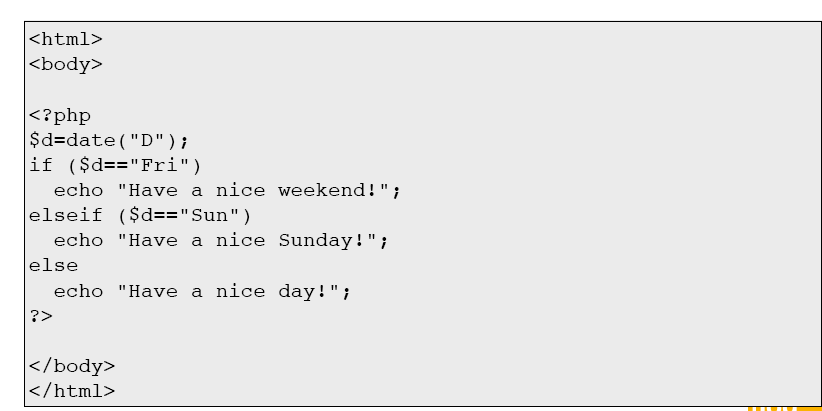 <html>
<body>
<?php
$d=date("D");
if ($d=="Fri")
  echo "Have a nice weekend!";
elseif ($d=="Sun")
  echo "Have a nice Sunday!";
else
  echo "Have a nice day!";
?>
</body>
</html>